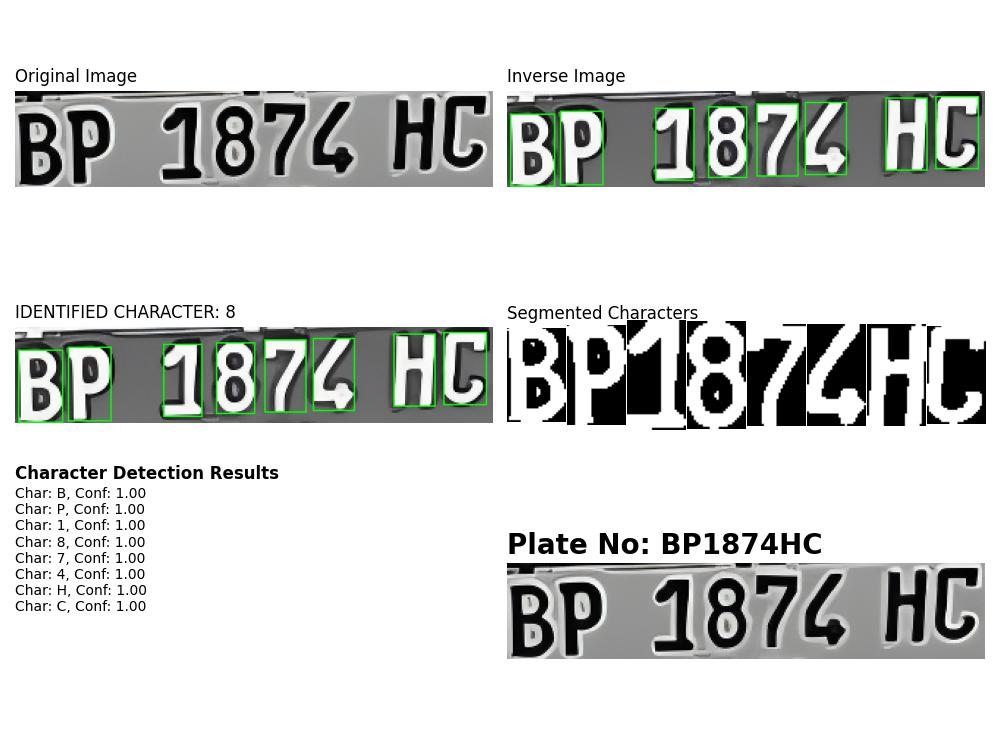 Original Image
BP 1874 HC
Inverse Image
BP 1874 HC
IDENTIFIED CHARACTER: 8
BP 1874 HC
Segmented Characters
BP1874HC
Character Detection Results
Char: B, Conf: 1.00
Char: P, Conf: 1.00
Char: 1, Conf: 1.00
Char: 8, Conf: 1.00
Char: 7, Conf: 1.00
Char: 4, Conf: 1.00
Char: H, Conf: 1.00
Char: C, Conf: 1.00
Plate No: BP1874HC
BP 1874 HC